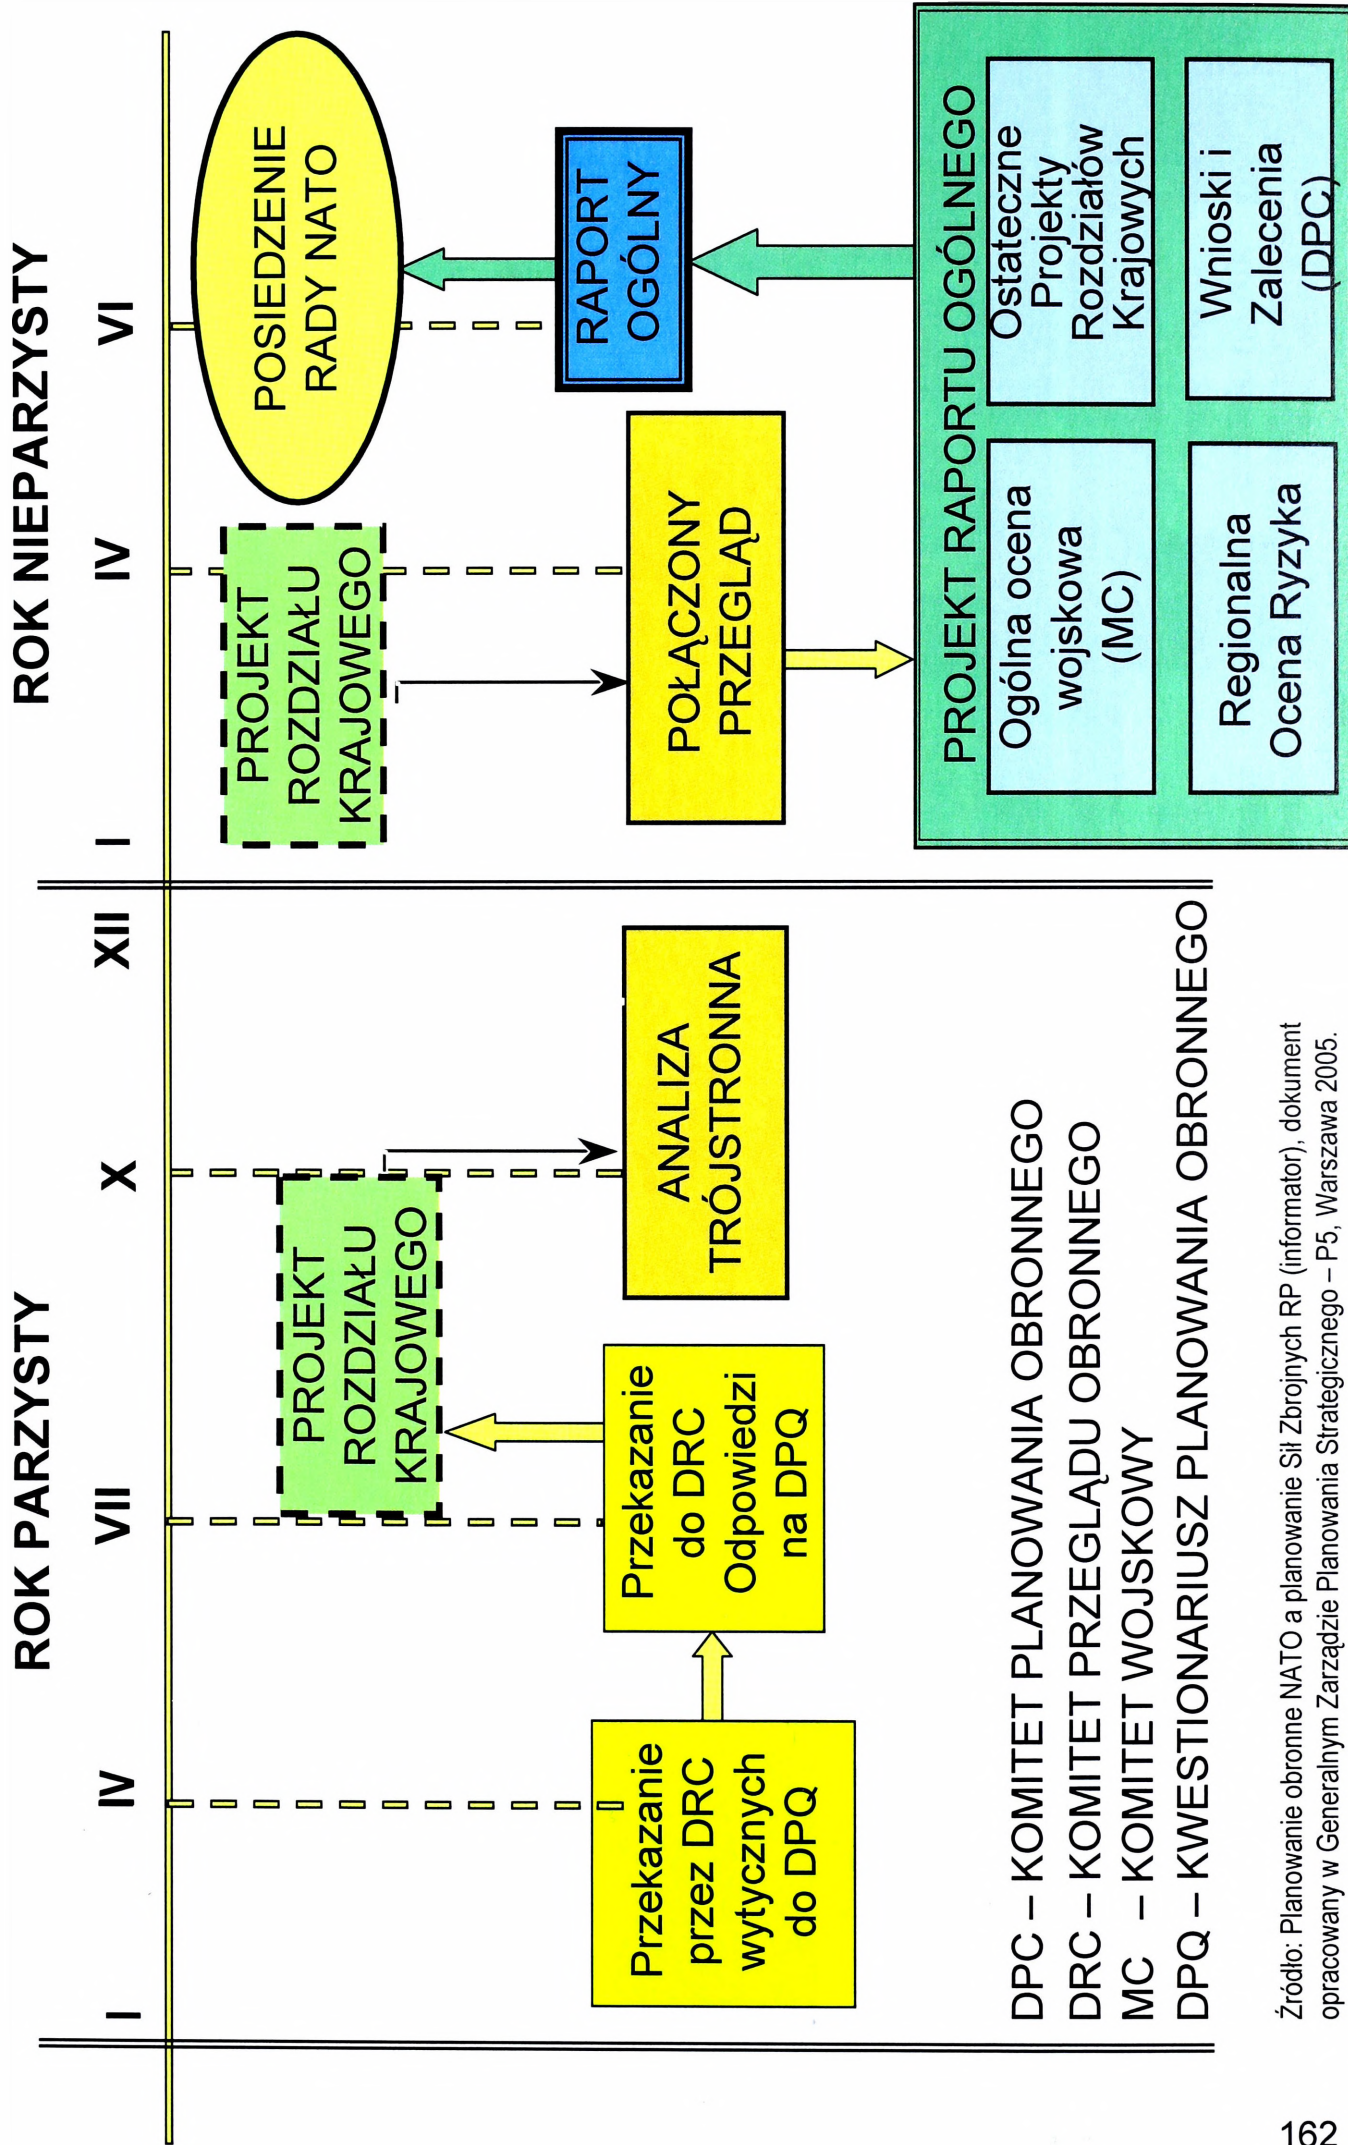 ROK PARZYSTY
ROK NIEPARZYSTY
I
IV
VII
X
XII
I
IV
VI
Przekazanie
przez DRC
wytycznych
do DPQ
Przekazanie
do DRC
Odpowiedzi
na DPQ
PROJEKT
ROZDZIAŁU
KRAJOWEGO
ANALIZA
TRÓJSTRONNA
PROJEKT
ROZDZIAŁU
KRAJOWEGO
POŁĄCZONY
PRZEGLĄD
POSIEDZENIE
RADY NATO
RAPORT
OGÓLNY
PROJEKT RAPORTU OGÓLNEGO
Ogólna ocena
wojskowa
(MC)
Ostateczne
Projekty
Rozdziałów
Krajowych
Regionalna
Ocena Ryzyka
Wnioski i
Zalecenia
(DPC)
DPC – KOMITET PLANOWANIA OBRONNEGO
DRC – KOMITET PRZEGLĄDU OBRONNEGO
MC – KOMITET WOJSKOWY
DPQ – KWESTIONARIUSZ PLANOWANIA OBRONNEGO
Źródło: Planowanie obronne NATO a planowanie Sił Zbrojnych RP (informator), dokument
opracowany w Generalnym Zarządzie Planowania Strategicznego – P5, Warszawa 2005.
162